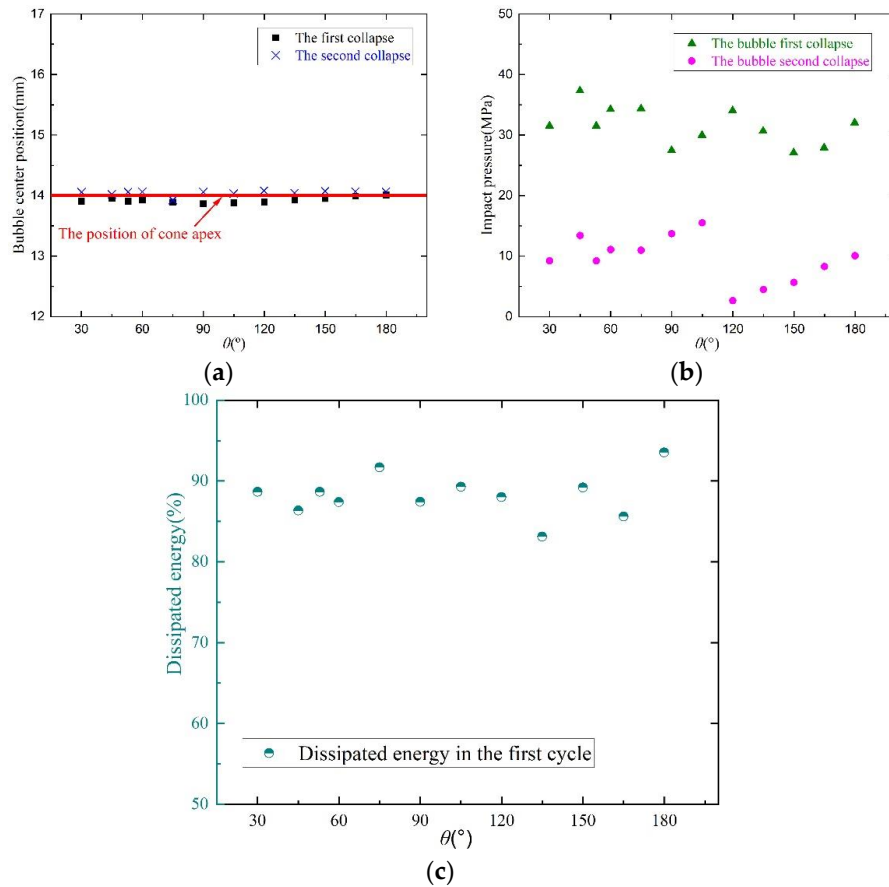 17
16
15
14
13
12
Bubble center position(mm)
The first collapse
The second collapse
The position of cone apex
30 60 90 120 150 180
θ(°)
(a)
50
40
30
20
10
0
Impact pressure(MPa)
The bubble first collapse
The bubble second collapse
30 60 90 120 150 180
θ(°)
(b)
100
90
80
70
60
50
Dissipated energy(%)
Dissipated energy in the first cycle
30 60 90 120 150 180
θ(°)
(c)